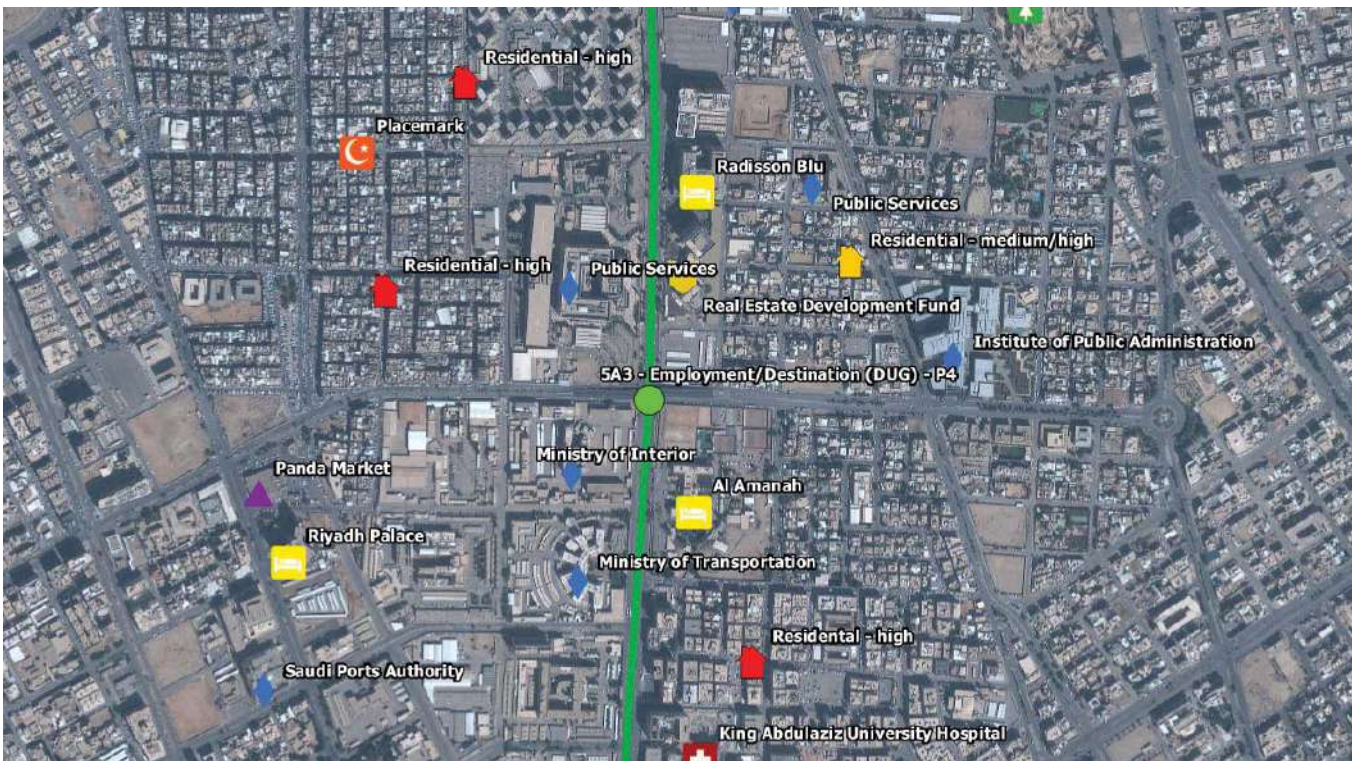 Residential - high
Placemark
Radisson Blu
Public Services
Residential - medium/high
Residential - high
Public Services
Real Estate Development Fund
Institute of Public Administration
5A3 - Employment/Destination (DUG) - P4
Ministry of Interior
Panda Market
Al Amanah
Riyadh Palace
Ministry of Transportation
Residental - high
Saudi Ports Authority
King Abdulaziz University Hospital